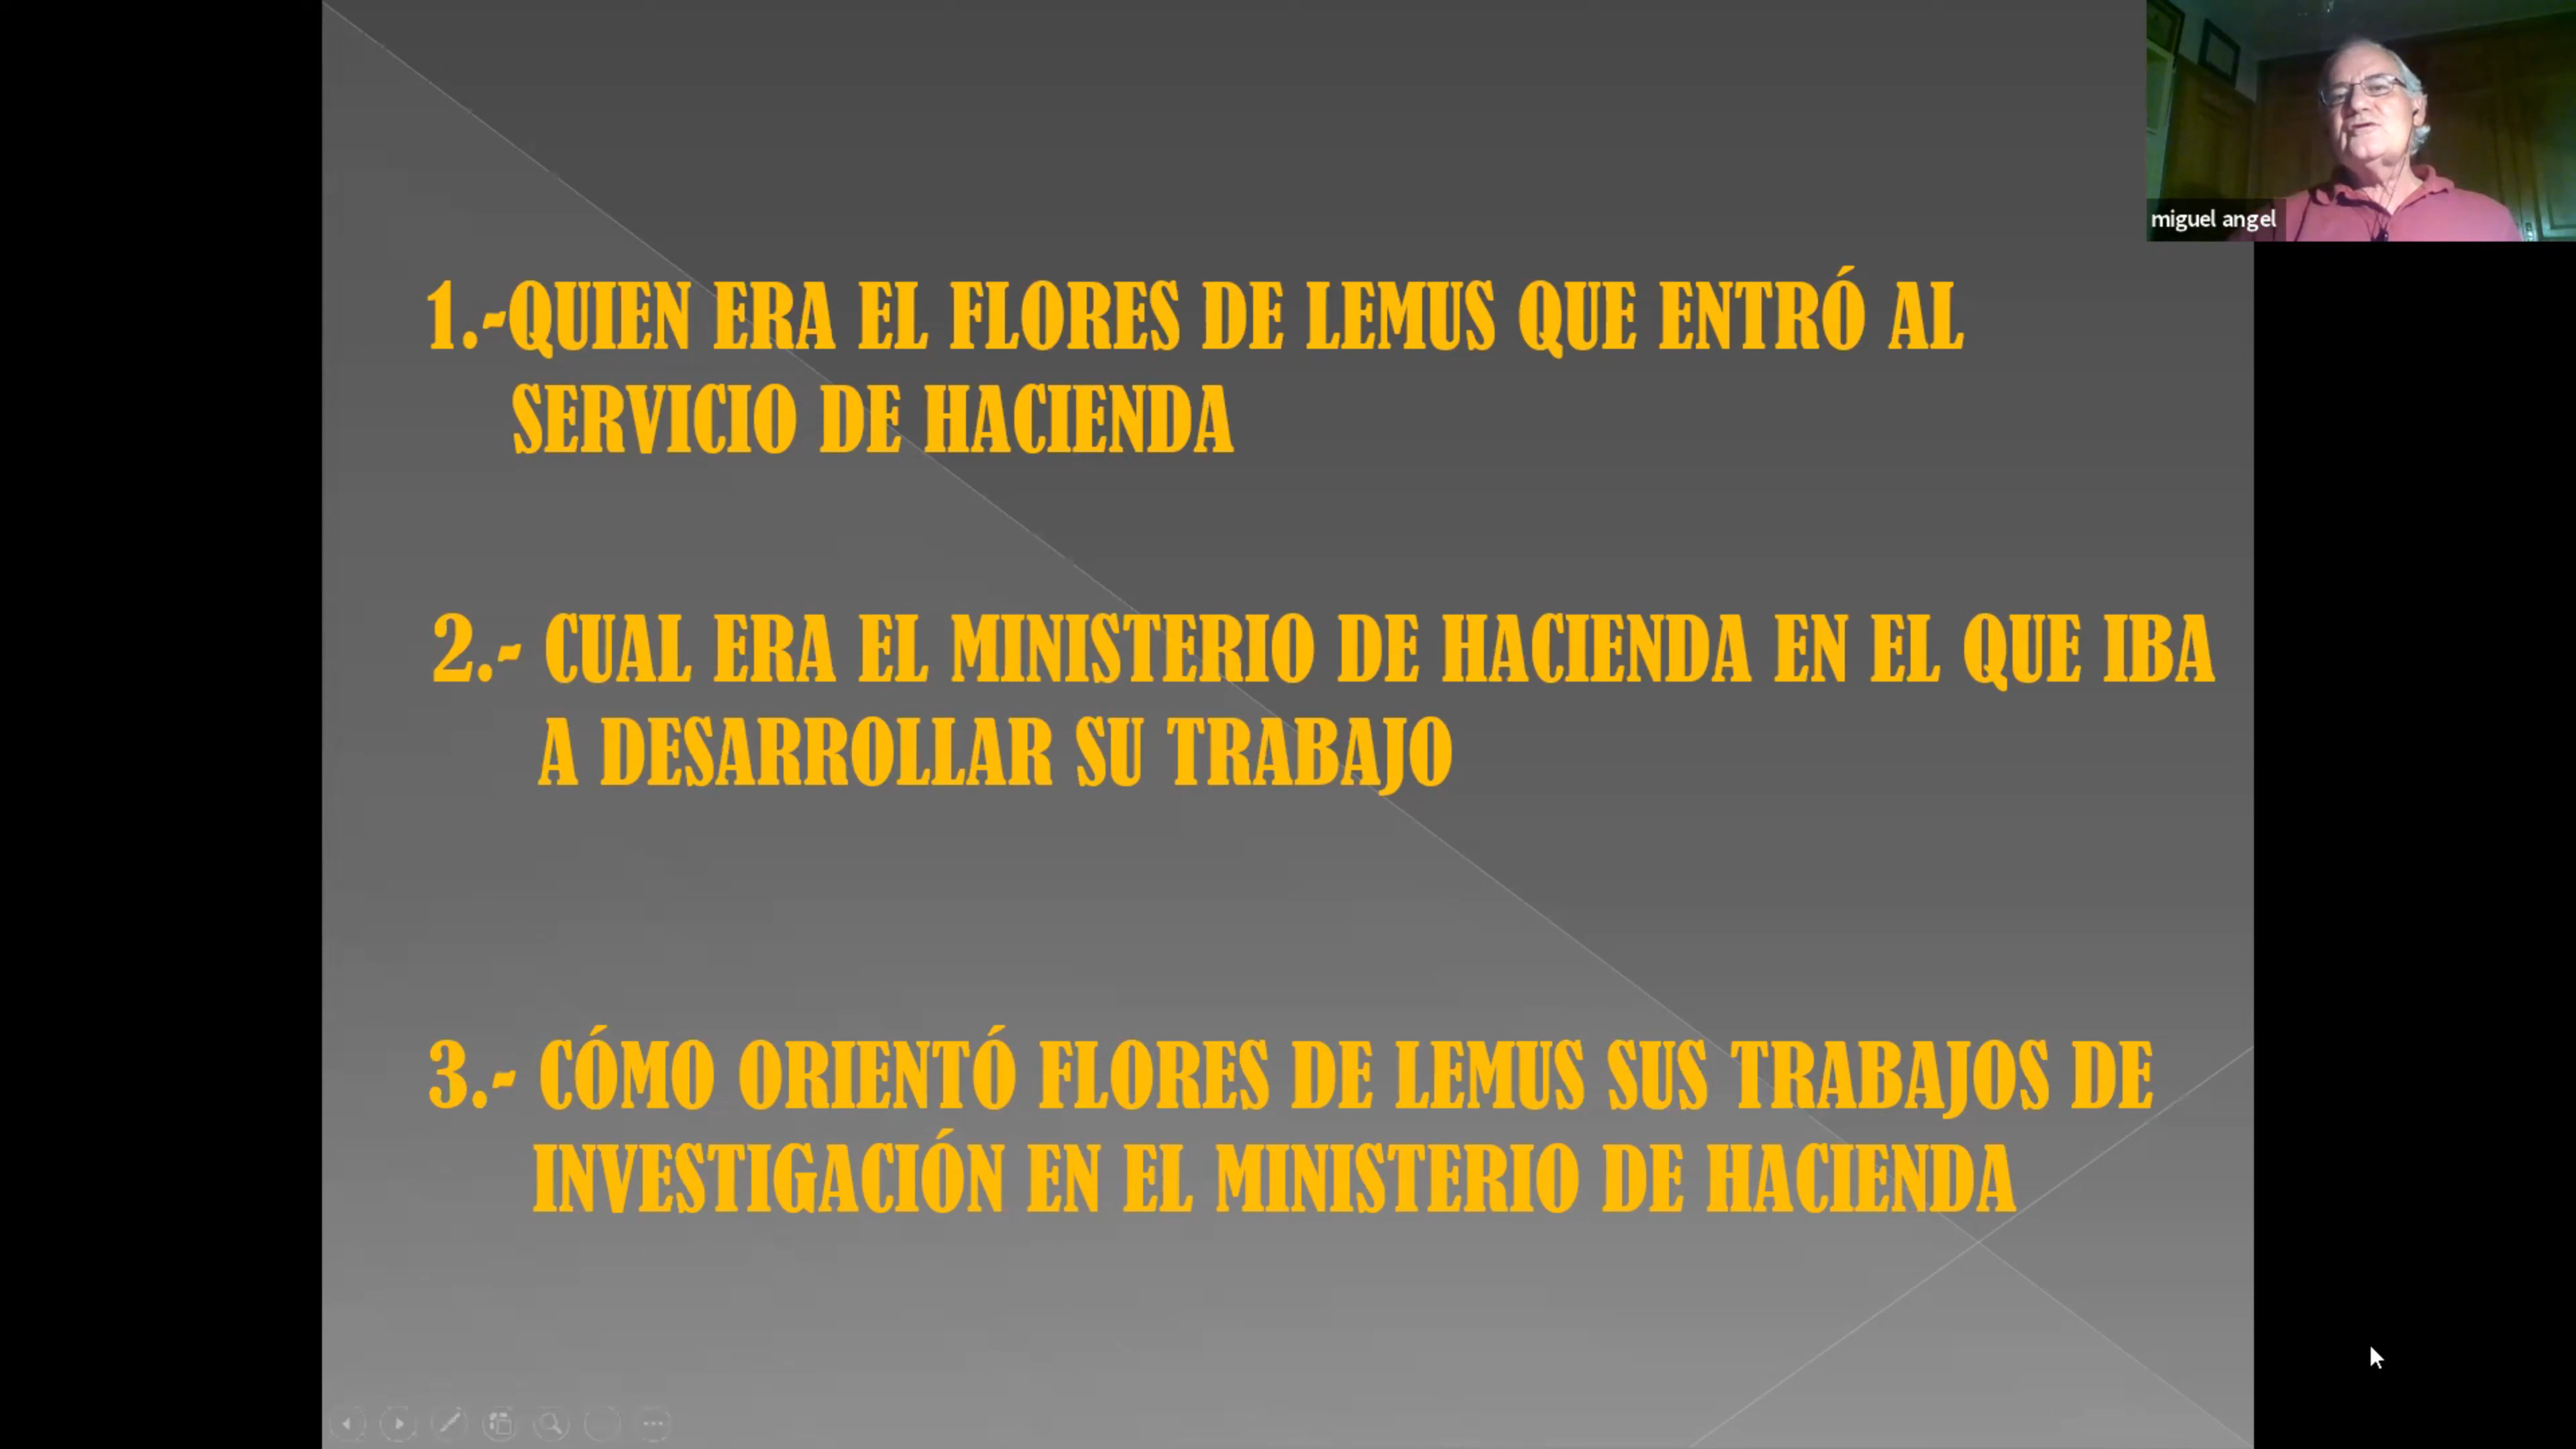 miguel angel
1.-QUIEN ERA EL FLORES DE LEMUS QUE ENTRÓ AL
SERVICIO DE HACIENDA
2.- CUAL ERA EL MINISTERIO DE HACIENDA EN EL QUE IBA
A DESARROLLAR SU TRABAJO
3.- CÓMO ORIENTÓ FLORES DE LEMUS SUS TRABAJOS DE
INVESTIGACIÓN EN EL MINISTERIO DE HACIENDA